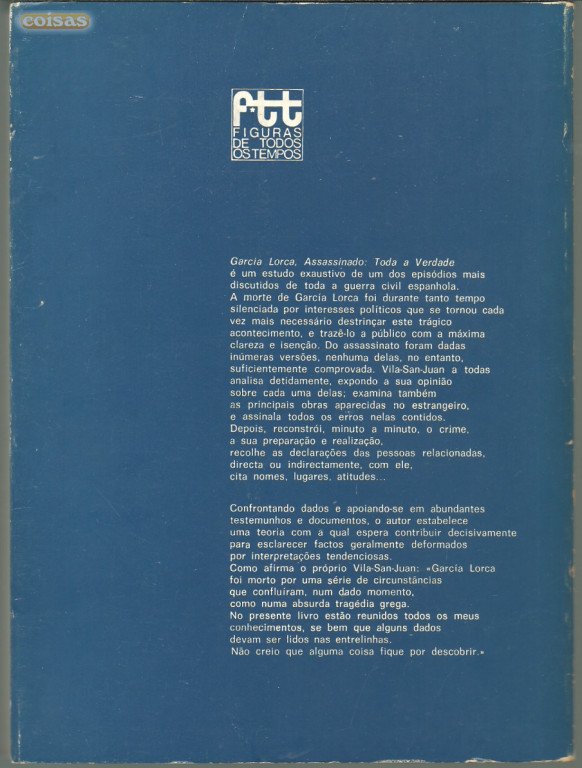 coisas
ftt
FIGURAS
DE TODOS
OS TEMPOS
Garcia Lorca, Assassinado: Toda a Verdade
é um estudo exaustivo de um dos episódios mais
discutidos de toda a guerra civil espanhola.
A morte de García Lorca foi durante tanto tempo
silenciada por interesses políticos que se tornou cada
vez mais necessário destrinçar este trágico
acontecimento, e trazê-lo a público com a máxima
clareza e isenção. Do assassinato foram dadas
inúmeras versões, nenhuma delas, no entanto,
suficientemente comprovada. Vila-San-Juan a todas
analisa detidamente, expondo a sua opinião
sobre cada uma delas; examina também
as principais obras aparecidas no estrangeiro,
e assinala todos os erros nelas contidos.
Depois, reconstrói, minuto a minuto, o crime,
a sua preparação e realização,
recolhe as declarações das pessoas relacionadas,
directa ou indirectamente, com ele,
cita nomes, lugares, atitudes...
Confrontando dados e apoiando-se em abundantes
testemunhos e documentos, o autor estabelece
uma teoria com a qual espera contribuir decisivamente
para esclarecer factos geralmente deformados
por interpretações tendenciosas.
Como afirma o próprio Vila-San-Juan: «García Lorca
foi morto por uma série de circunstâncias
que confluíram, num dado momento,
como numa absurda tragédia grega.
No presente livro estão reunidos todos os meus
conhecimentos, se bem que alguns dados
devam ser lidos nas entrelinhas.
Não creio que alguma coisa fique por descobrir.»